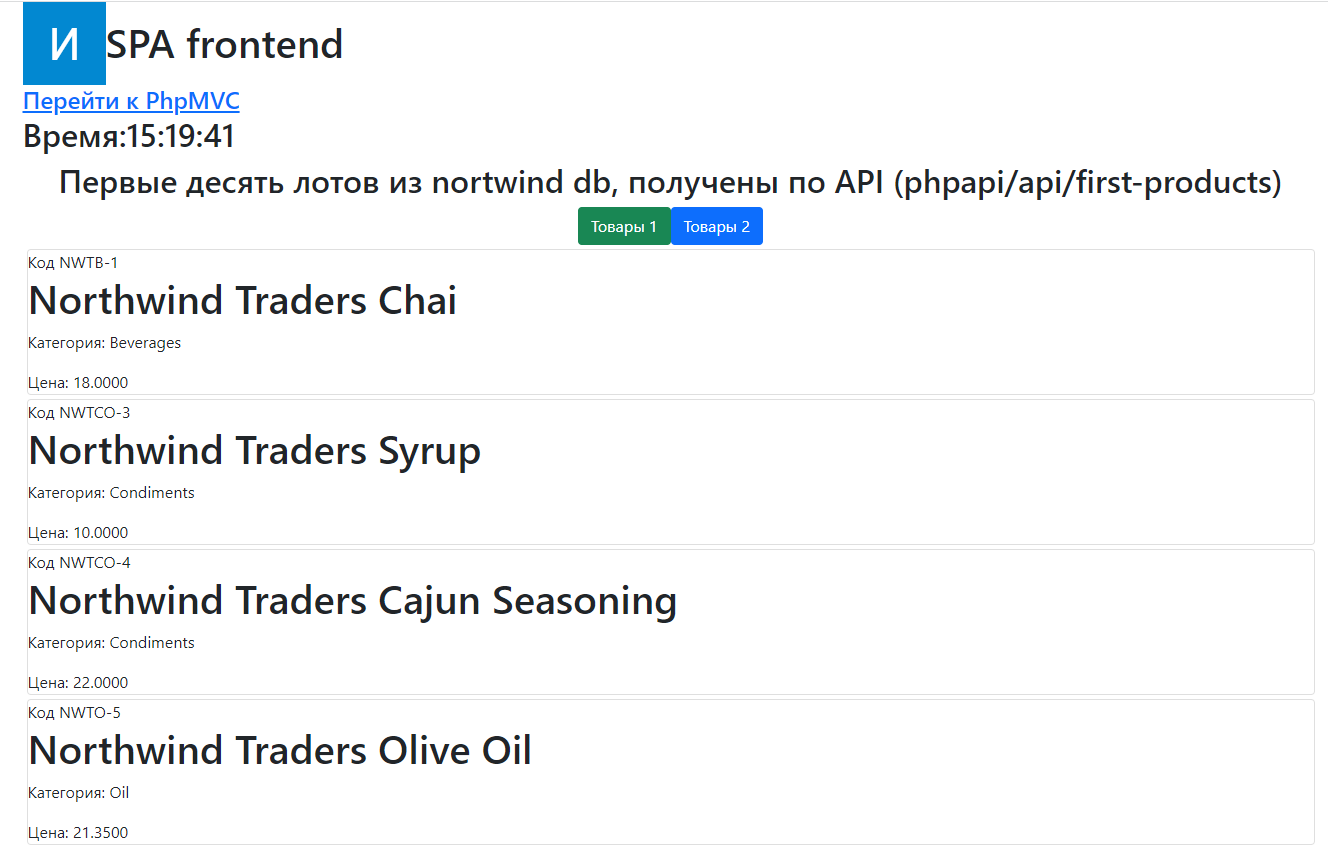 И SPA frontend
Перейти к PhpMVC
Время:15:19:41
Первые десять лотов из nortwind db, получены по API (phpapi/api/first-products)
Товары 1 Товары 2
Код NWTB-1
Northwind Traders Chai
Категория: Beverages
Цена: 18.0000
Код NWTCO-3
Northwind Traders Syrup
Категория: Condiments
Цена: 10.0000
Код NWTCO-4
Northwind Traders Cajun Seasoning
Категория: Condiments
Цена: 22.0000
Код NWTO-5
Northwind Traders Olive Oil
Категория: Oil
Цена: 21.3500